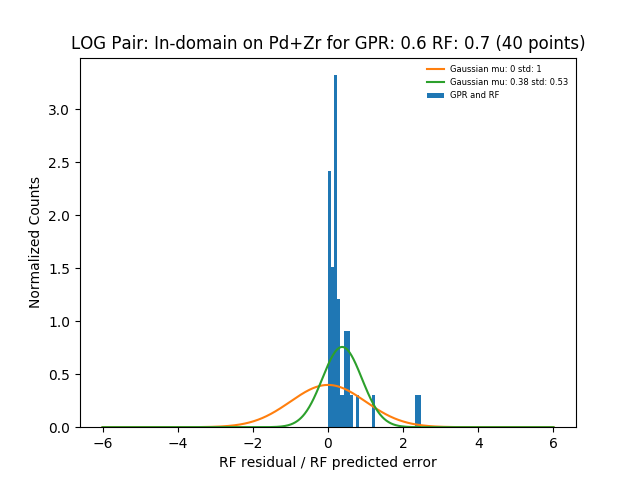 LOG Pair: In-domain on Pd+Zr for GPR: 0.6 RF: 0.7 (40 points)
Gaussian mu: 0 std: 1
Gaussian mu: 0.38 std: 0.53
GPR and RF
Normalized Counts
3.0
2.5
2.0
1.5
1.0
0.5
0.0
−6 −4 −2 0 2 4 6
RF residual / RF predicted error